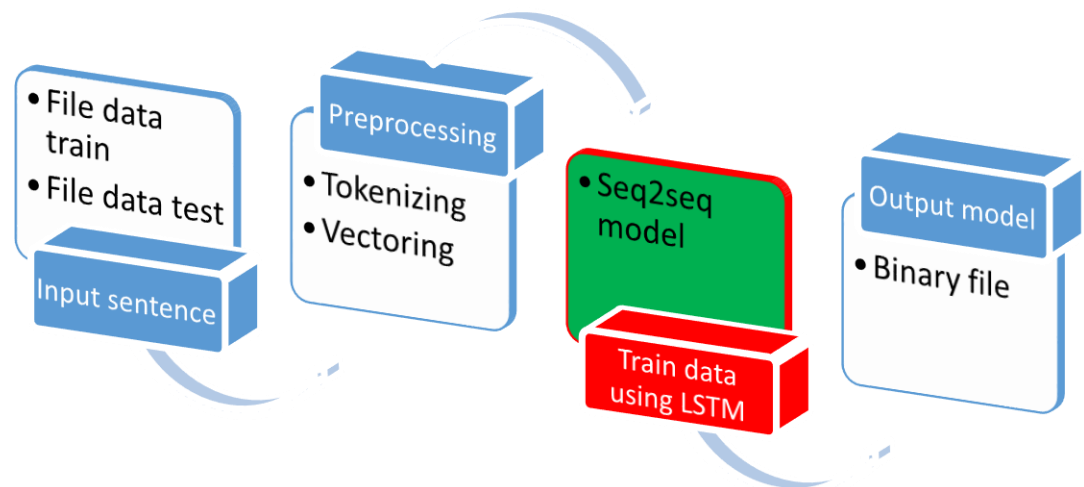 • File data
train
• File data test
Input sentence
Preprocessing
• Tokenizing
• Vectoring
• Seq2seq
model
Train data
using LSTM
Output model
• Binary file